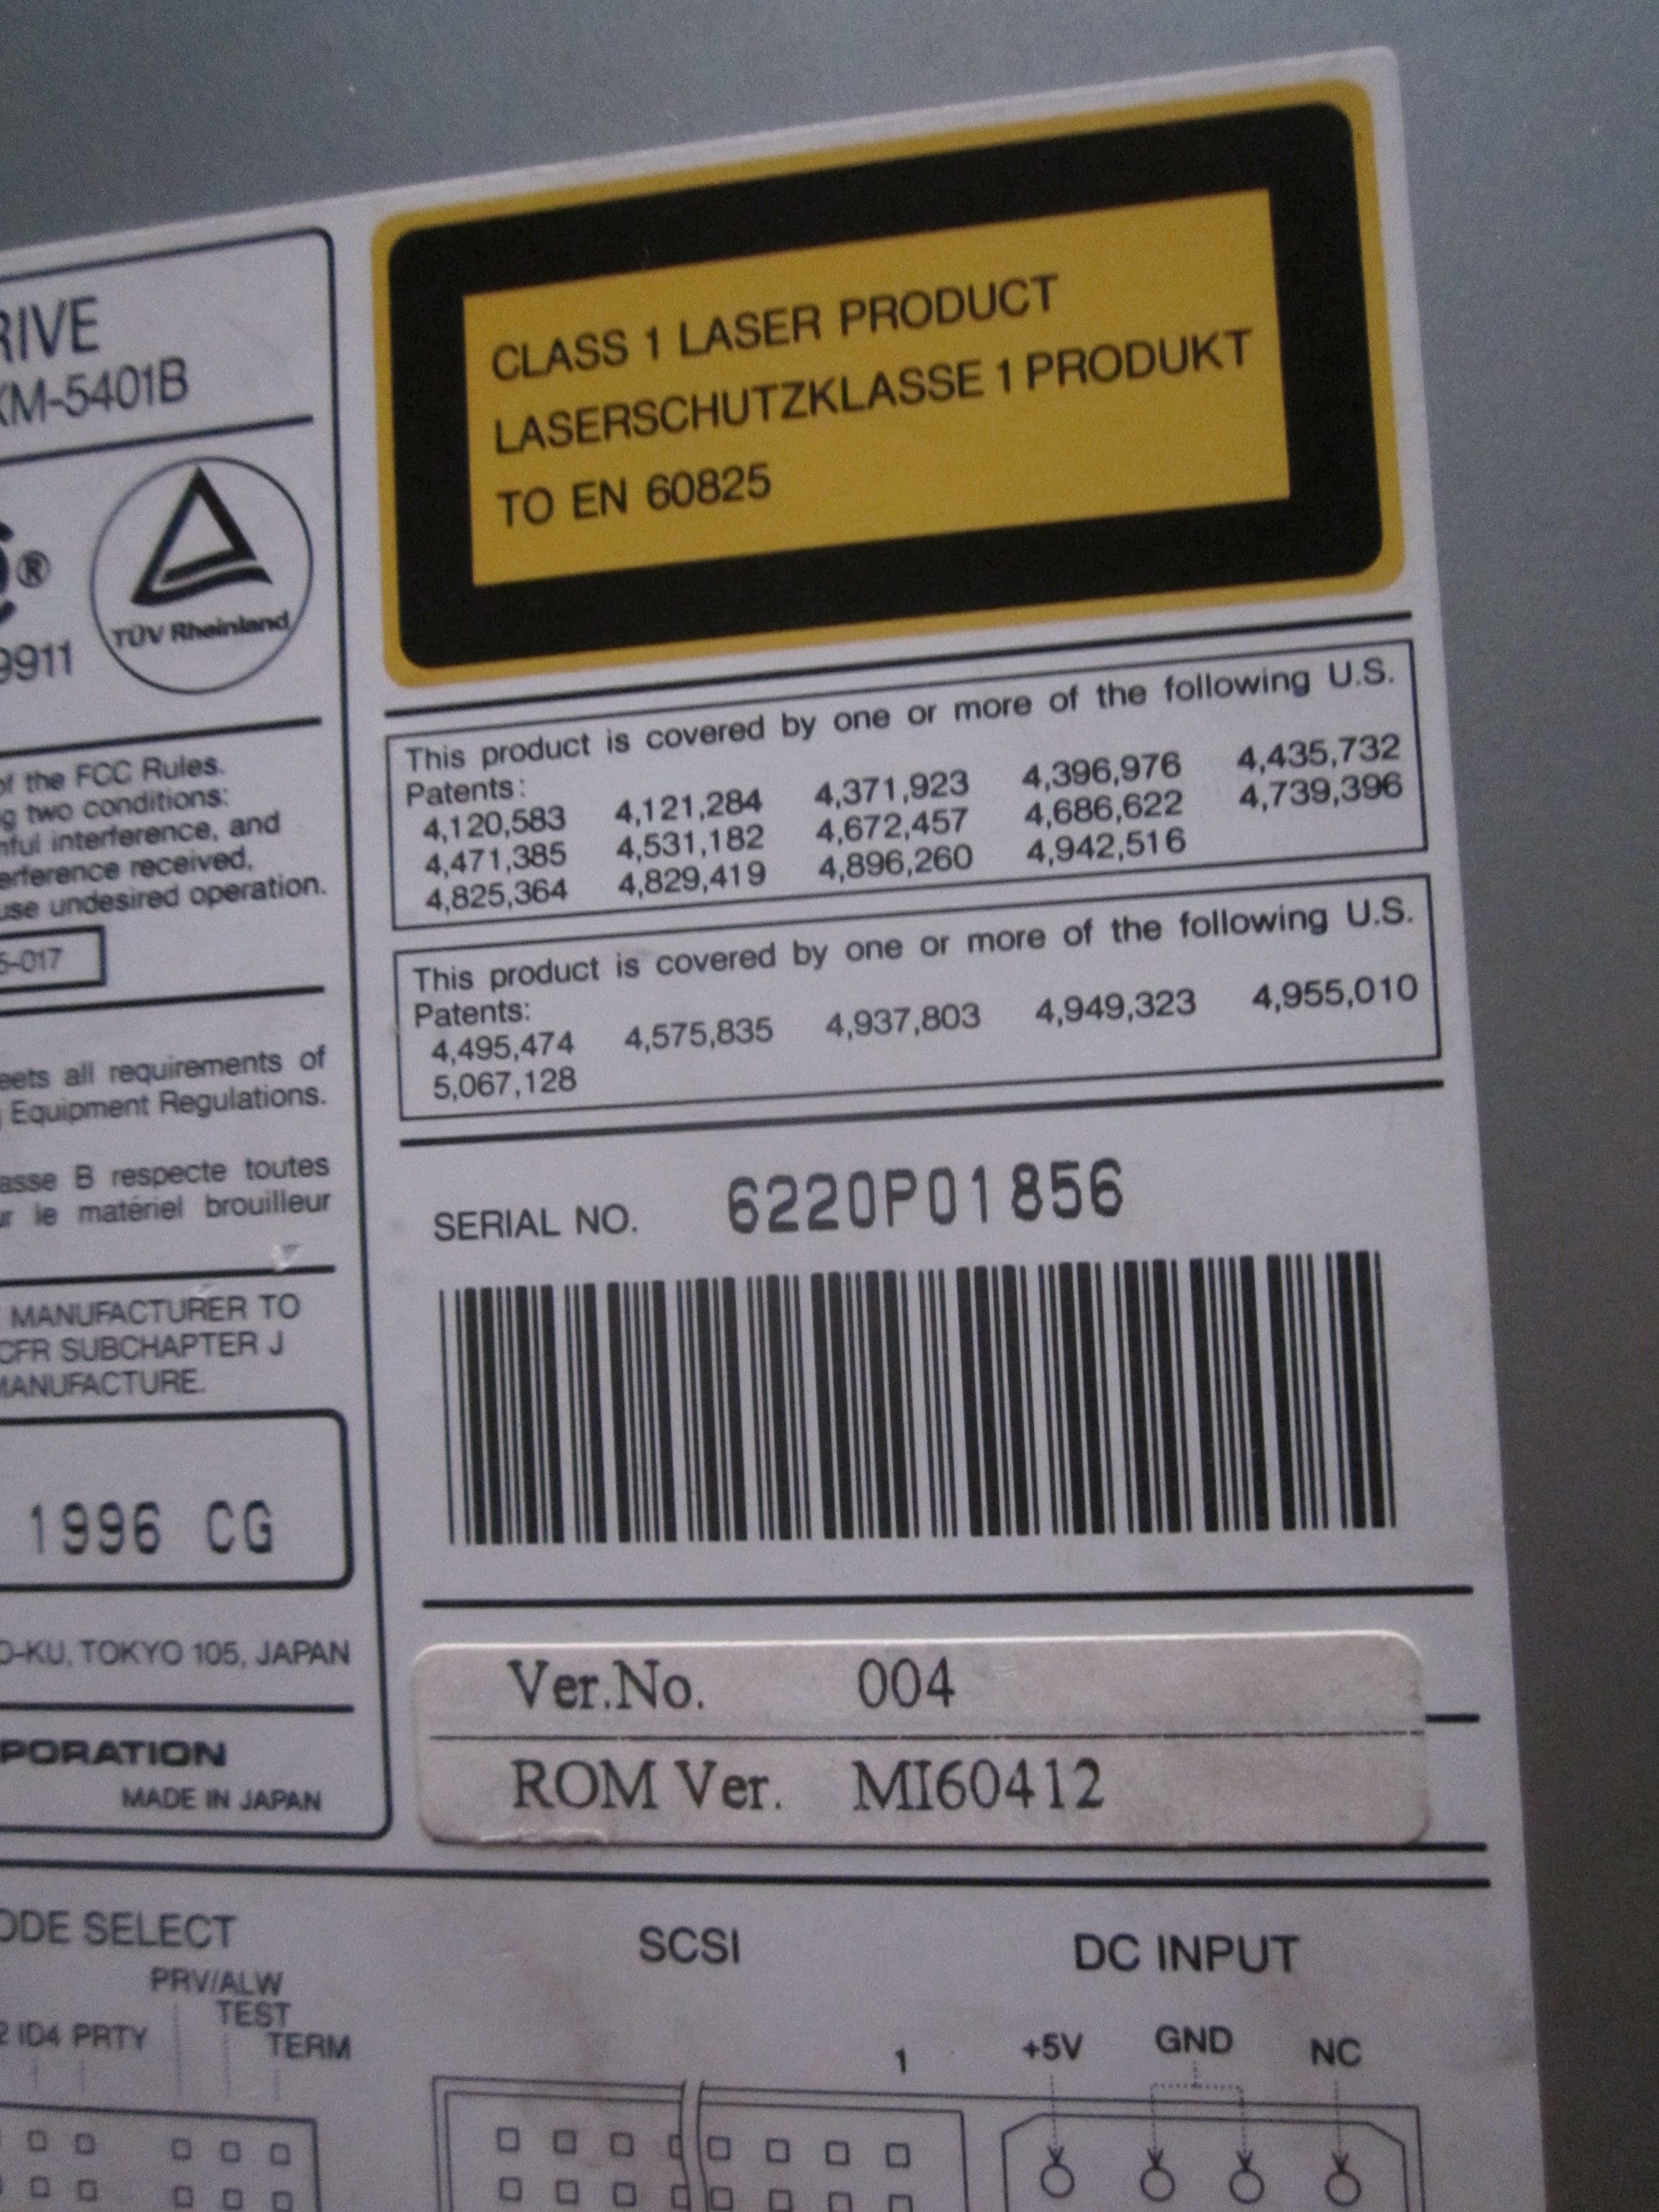 RIVE
XM-5401B
®
9911
TÜV Rheinland
of the FCC Rules.
two conditions:
interference, and
interference received,
undesired operation.
5-017
all requirements of
Equipment Regulations.
B respecte toutes
le matériel brouilleur
MANUFACTURER TO
CFR SUBCHAPTER J
MANUFACTURE.
1996 CG
O-KU, TOKYO 105, JAPAN
PORATION
MADE IN JAPAN
CLASS 1 LASER PRODUCT
LASERSCHUTZKLASSE 1 PRODUKT
TO EN 60825
This product is covered by one or more of the following U.S.
Patents:
4,120,583 4,121,284 4,371,923 4,396,976 4,435,732
4,471,385 4,531,182 4,672,457 4,686,622 4,739,396
4,825,364 4,829,419 4,896,260 4,942,516
This product is covered by one or more of the following U.S.
Patents:
4,495,474 4,575,835 4,937,803 4,949,323 4,955,010
5,067,128
SERIAL NO. 6220P01856
Ver.No. 004
ROM Ver. MI60412
ODE SELECT
PRV/ALW
TEST
2 ID4 PRTY TERM
SCSI
1
DC INPUT
+5V GND NC